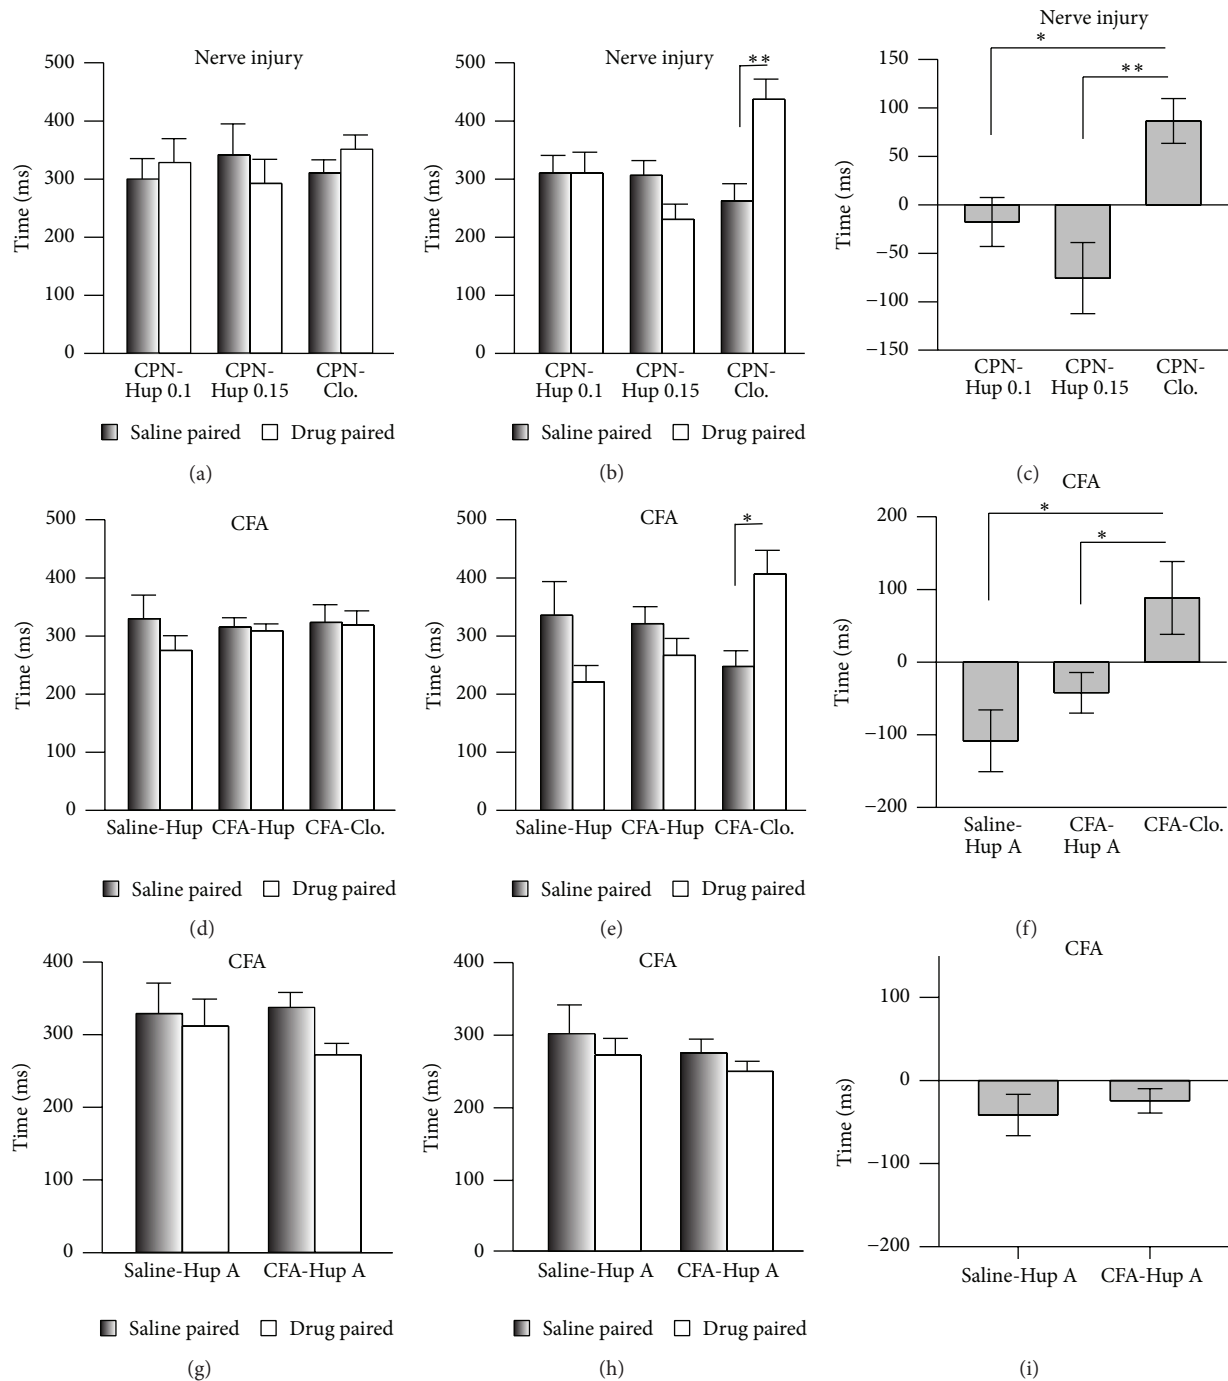 Nerve injury
500
400
300
200
100
0
Time (ms)
CPN-
Hup 0.1
CPN-
Hup 0.15
CPN-
Clo.
Saline paired
Drug paired
(a)
Nerve injury
500
400
300
200
100
0
Time (ms)
**
CPN-
Hup 0.1
CPN-
Hup 0.15
CPN-
Clo.
Saline paired
Drug paired
(b)
Nerve injury
150
100
50
0
−50
−100
−150
Time (ms)
*
**
CPN-
Hup 0.1
CPN-
Hup 0.15
CPN-
Clo.
(c)
CFA
500
400
300
200
100
0
Time (ms)
Saline-Hup
CFA-Hup
CFA-Clo.
Saline paired
Drug paired
(d)
CFA
500
400
300
200
100
0
Time (ms)
*
Saline-Hup
CFA-Hup
CFA-Clo.
Saline paired
Drug paired
(e)
CFA
200
100
0
−100
−200
Time (ms)
*
*
Saline-
Hup A
CFA-
Hup A
CFA-Clo.
(f)
CFA
400
300
200
100
0
Time (ms)
Saline-Hup A
CFA-Hup A
Saline paired
Drug paired
(g)
CFA
400
300
200
100
0
Time (ms)
Saline-Hup A
CFA-Hup A
Saline paired
Drug paired
(h)
CFA
100
0
−100
−200
Time (ms)
Saline-Hup A
CFA-Hup A
(i)